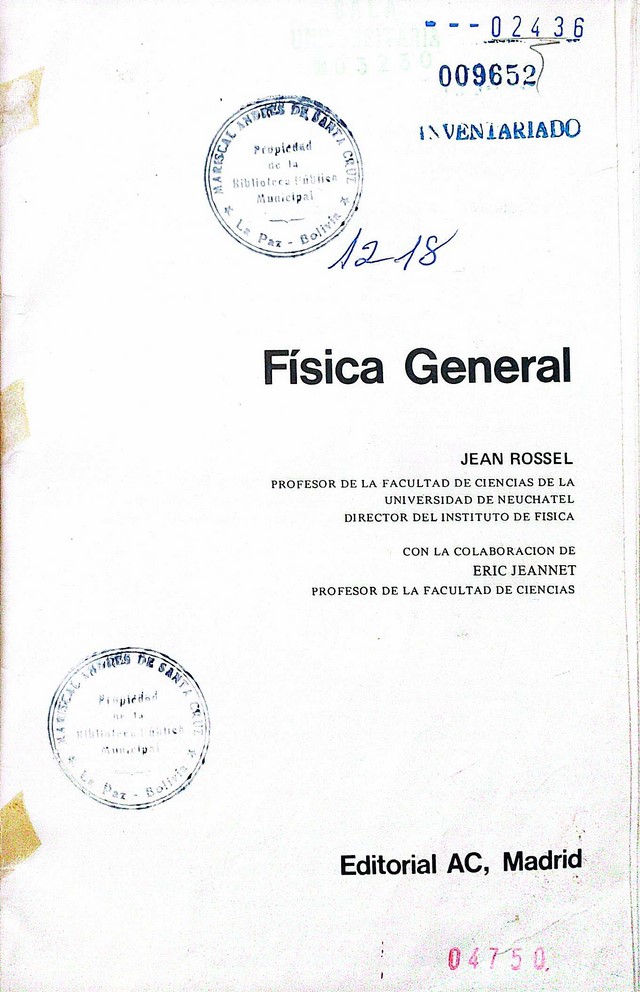 02436
009652
INVENTARIADO
MARISCAL ANDRES DE SANTA CRUZ
Propiedad
de la
Biblioteca Pública
Municipal
La Paz - Bolivia
12-18
Física General
JEAN ROSSEL
PROFESOR DE LA FACULTAD DE CIENCIAS DE LA
UNIVERSIDAD DE NEUCHATEL
DIRECTOR DEL INSTITUTO DE FISICA
CON LA COLABORACION DE
ERIC JEANNET
PROFESOR DE LA FACULTAD DE CIENCIAS
MARISCAL ANDRES DE SANTA CRUZ
Propiedad
de la
Biblioteca Pública
Municipal
La Paz - Bolivia
Editorial AC, Madrid
04750